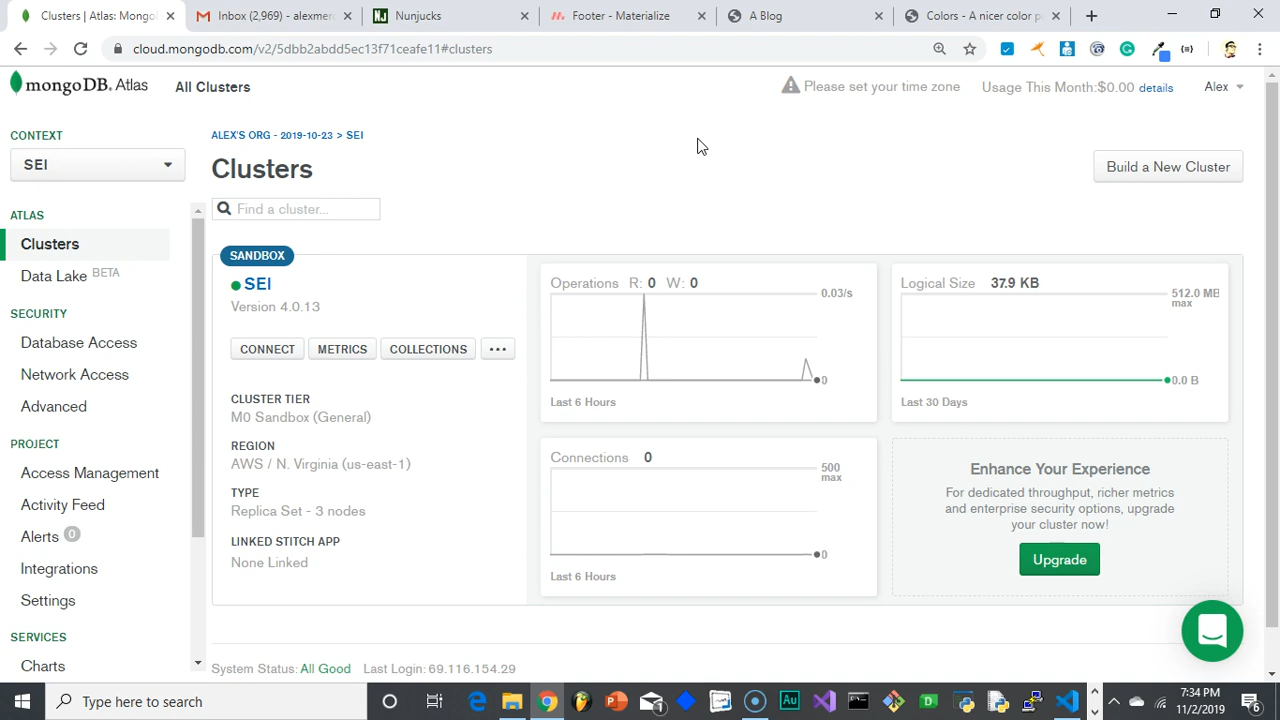 Clusters | Atlas: Mongo
Inbox (2,969) - alexmer
Nunjucks
Footer - Materialize
A Blog
Colors - A nicer color p
cloud.mongodb.com/v2/5dbb2abdd5ec13f71ceafe11#clusters
mongoDB. Atlas
All Clusters
Please set your time zone
Usage This Month:$0.00 details
Alex
CONTEXT
SEI
ATLAS
Clusters
Data Lake BETA
SECURITY
Database Access
Network Access
Advanced
PROJECT
Access Management
Activity Feed
Alerts 0
Integrations
Settings
SERVICES
Charts
ALEX'S ORG - 2019-10-23 > SEI
Clusters
Build a New Cluster
Find a cluster...
SANDBOX
SEI
Version 4.0.13
CONNECT
METRICS
COLLECTIONS
...
CLUSTER TIER
M0 Sandbox (General)
REGION
AWS / N. Virginia (us-east-1)
TYPE
Replica Set - 3 nodes
LINKED STITCH APP
None Linked
Operations R: 0 W: 0
0.03/s
0
Last 6 Hours
Logical Size 37.9 KB
512.0 MB
max
0.0 B
Last 30 Days
Connections 0
500
max
0
Last 6 Hours
Enhance Your Experience
For dedicated throughput, richer metrics
and enterprise security options, upgrade
your cluster now!
Upgrade
System Status: All Good Last Login: 69.116.154.29
Type here to search
7:34 PM
11/2/2019